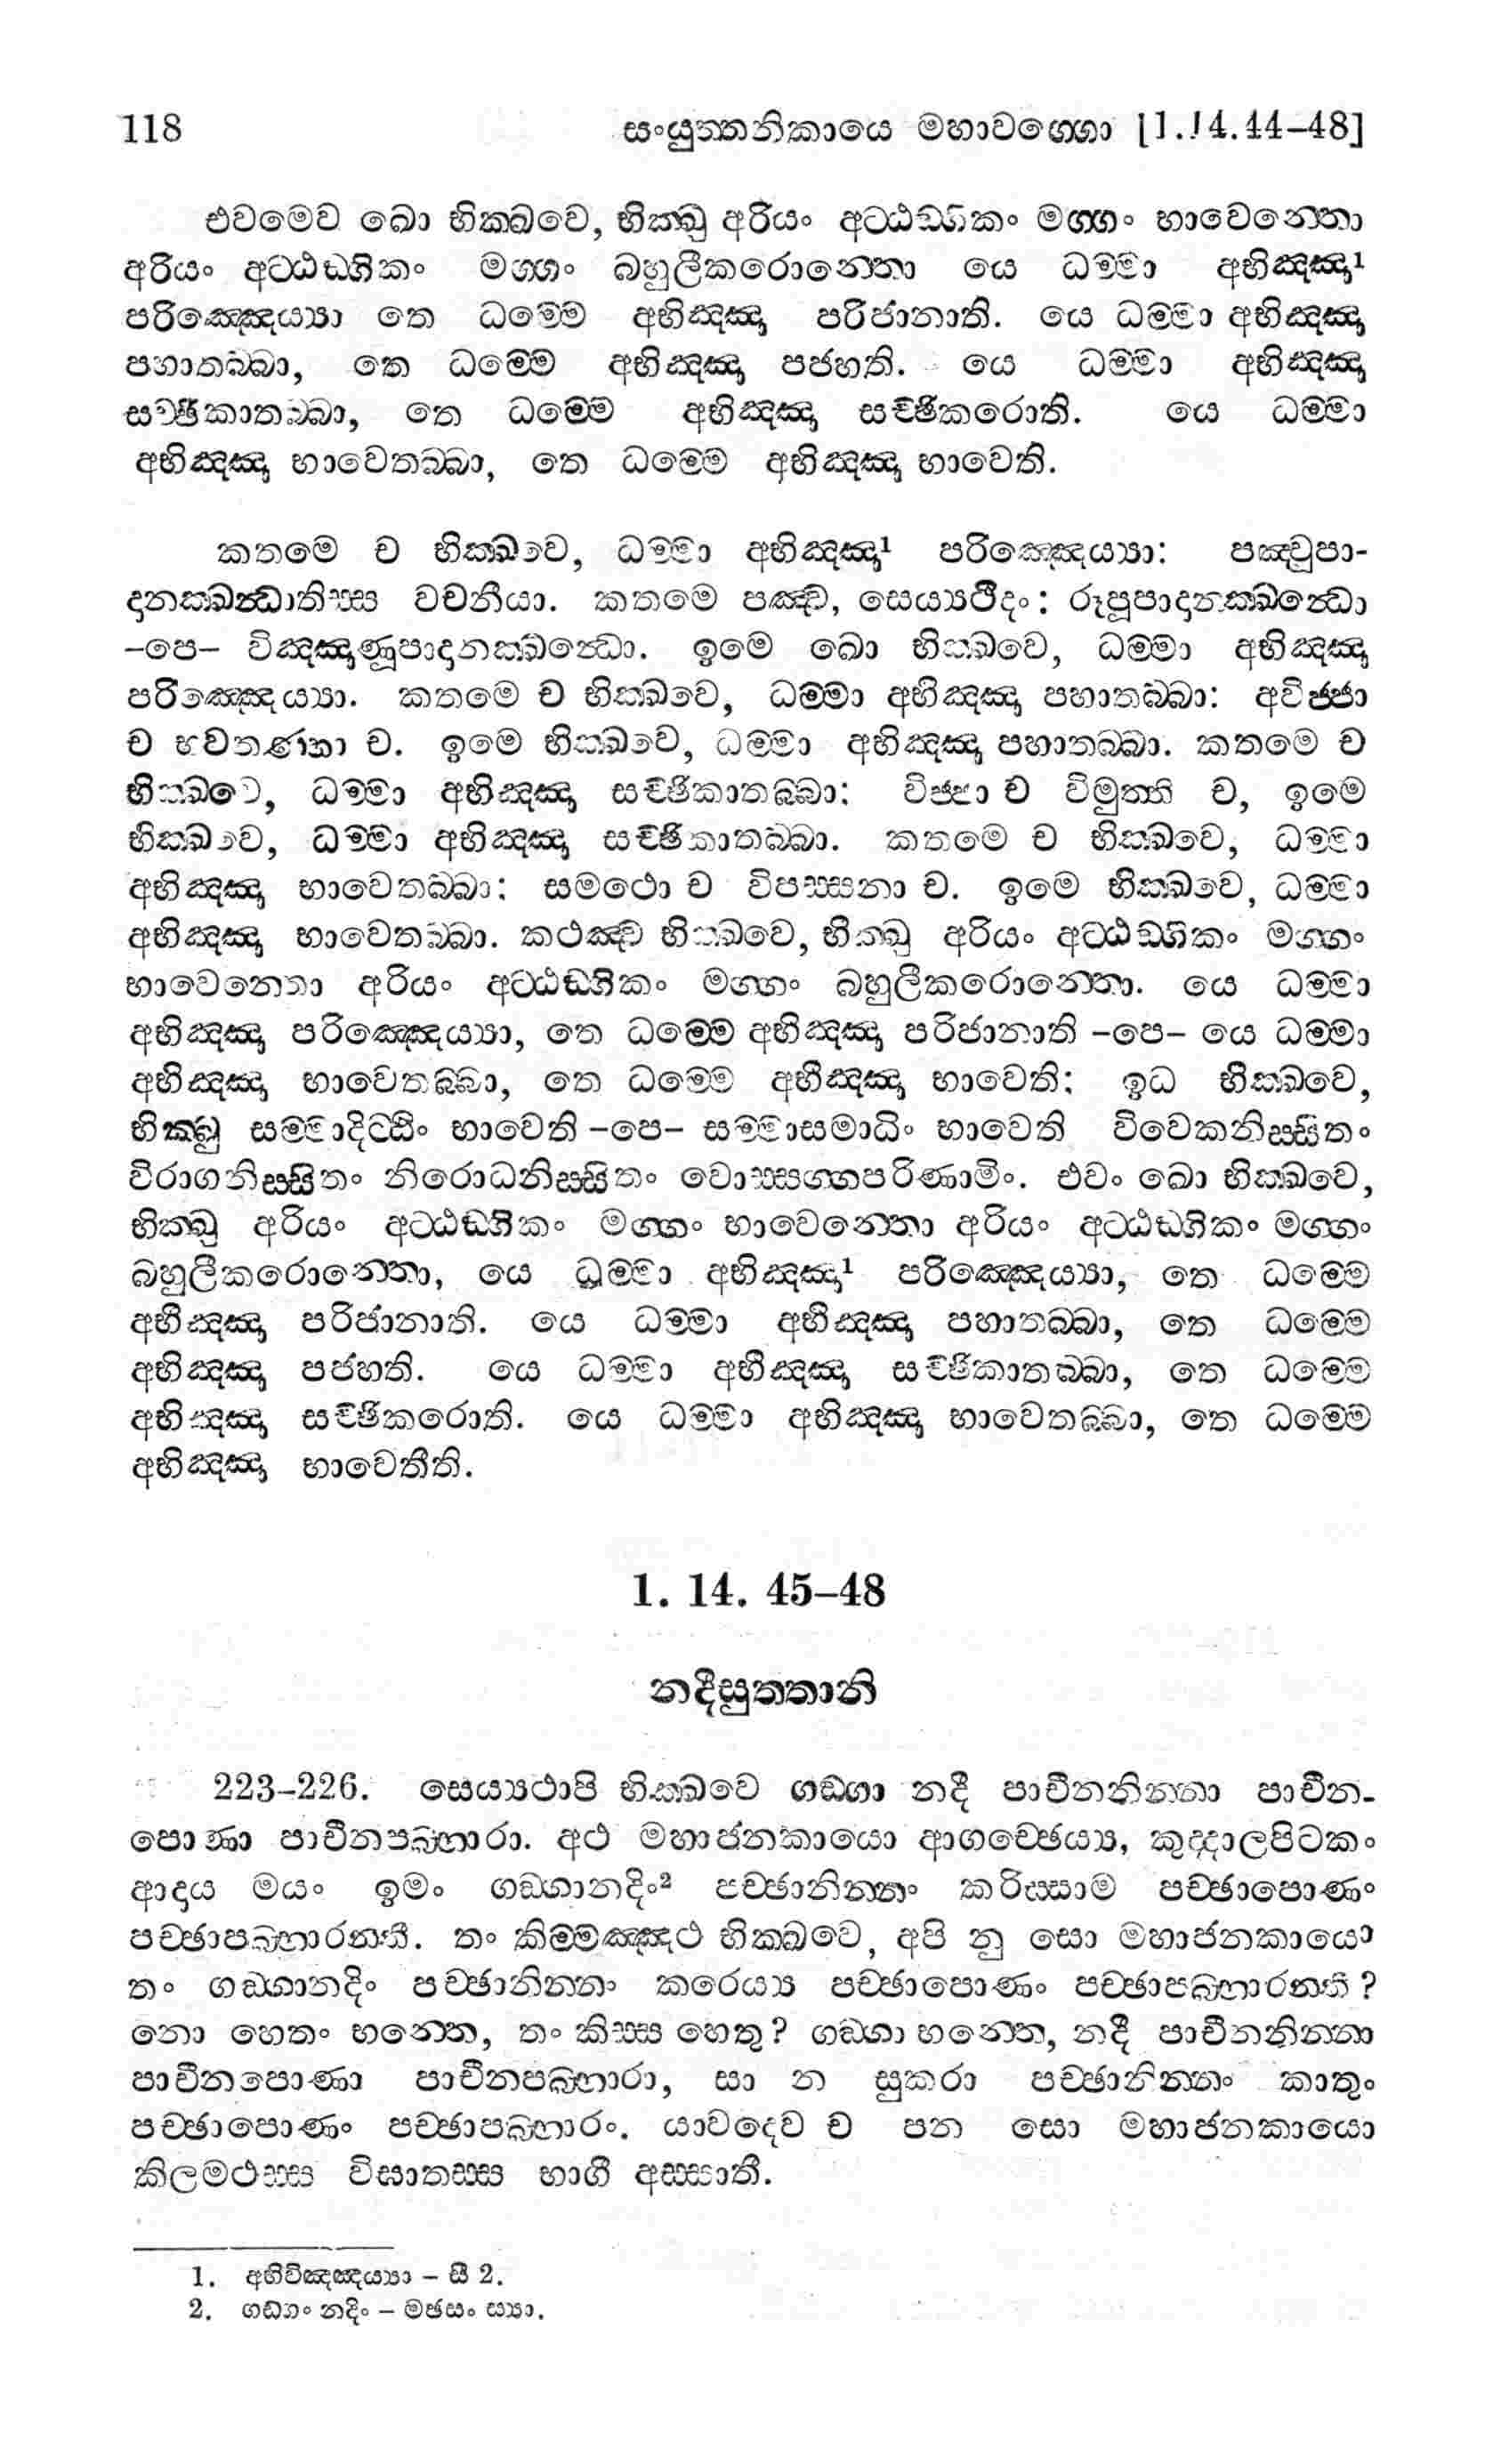 118 සංයුත්තනිකායෙ මහාවග්ගො [1.14.44–48]
එවමෙව ඛො භික්ඛවෙ, භික්ඛු අරියං අට්ඨඞ්ගිකං මග්ගං භාවෙන්තො
අරියං අට්ඨඞ්ගිකං මග්ගං බහුලීකරොන්තො යෙ ධම්මා අභිඤ්ඤා¹
පරිඤ්ඤෙය්‍යා තෙ ධම්මෙ අභිඤ්ඤා පරිජානාති. යෙ ධම්මා අභිඤ්ඤා
පහාතබ්බා, තෙ ධම්මෙ අභිඤ්ඤා පජහති. යෙ ධම්මා අභිඤ්ඤා
සච්ඡිකාතබ්බා, තෙ ධම්මෙ අභිඤ්ඤා සච්ඡිකරොති. යෙ ධම්මා
අභිඤ්ඤා භාවෙතබ්බා, තෙ ධම්මෙ අභිඤ්ඤා භාවෙති.
කතමෙ ච භික්ඛවෙ, ධම්මා අභිඤ්ඤා¹ පරිඤ්ඤෙය්‍යා: පඤ්චුපා-
දානක්ඛන්ධාතිස්ස වචනීයා. කතමෙ පඤ්ච, සෙය්‍යථීදං: රූපූපාදානක්ඛන්ධො
–පෙ– විඤ්ඤාණූපාදානක්ඛන්ධො. ඉමෙ ඛො භික්ඛවෙ, ධම්මා අභිඤ්ඤා
පරිඤ්ඤෙය්‍යා. කතමෙ ච භික්ඛවෙ, ධම්මා අභිඤ්ඤා පහාතබ්බා: අවිජ්ජා
ච භවතණ්හා ච. ඉමෙ භික්ඛවෙ, ධම්මා අභිඤ්ඤා පහාතබ්බා. කතමෙ ච
භික්ඛවෙ, ධම්මා අභිඤ්ඤා සච්ඡිකාතබ්බා: විජ්ජා ච විමුත්ති ච, ඉමෙ
භික්ඛවෙ, ධම්මා අභිඤ්ඤා සච්ඡිකාතබ්බා. කතමෙ ච භික්ඛවෙ, ධම්මා
අභිඤ්ඤා භාවෙතබ්බා: සමථො ච විපස්සනා ච. ඉමෙ භික්ඛවෙ, ධම්මා
අභිඤ්ඤා භාවෙතබ්බා. කථඤ්ච භික්ඛවෙ, භික්ඛු අරියං අට්ඨඞ්ගිකං මග්ගං
භාවෙන්තො අරියං අට්ඨඞ්ගිකං මග්ගං බහුලීකරොන්තො. යෙ ධම්මා
අභිඤ්ඤා පරිඤ්ඤෙය්‍යා, තෙ ධම්මෙ අභිඤ්ඤා පරිජානාති –පෙ– යෙ ධම්මා
අභිඤ්ඤා භාවෙතබ්බා, තෙ ධම්මෙ අභිඤ්ඤා භාවෙති: ඉධ භික්ඛවෙ,
භික්ඛු සම්මාදිට්ඨිං භාවෙති –පෙ– සම්මාසමාධිං භාවෙති විවෙකනිස්සිතං
විරාගනිස්සිතං නිරොධනිස්සිතං වොස්සග්ගපරිණාමිං. එවං ඛො භික්ඛවෙ,
භික්ඛු අරියං අට්ඨඞ්ගිකං මග්ගං භාවෙන්තො අරියං අට්ඨඞ්ගිකං මග්ගං
බහුලීකරොන්තො, යෙ ධම්මා අභිඤ්ඤා¹ පරිඤ්ඤෙය්‍යා, තෙ ධම්මෙ
අභිඤ්ඤා පරිජානාති. යෙ ධම්මා අභිඤ්ඤා පහාතබ්බා, තෙ ධම්මෙ
අභිඤ්ඤා පජහති. යෙ ධම්මා අභිඤ්ඤා සච්ඡිකාතබ්බා, තෙ ධම්මෙ
අභිඤ්ඤා සච්ඡිකරොති. යෙ ධම්මා අභිඤ්ඤා භාවෙතබ්බා, තෙ ධම්මෙ
අභිඤ්ඤා භාවෙතීති.
1. 14. 45–48
නදීසුත්තානි
223–226. සෙය්‍යථාපි භික්ඛවෙ ගඞ්ගා නදී පාචීනනින්නා පාචීන-
පොණා පාචීනපබ්භාරා. අථ මහාජනකායො ආගච්ඡෙය්‍ය, කුද්දාලපිටකං
ආදාය මයං ඉමං ගඞ්ගානදිං² පච්ඡානින්නං කරිස්සාම පච්ඡාපොණං
පච්ඡාපබ්භාරන්ති. තං කිම්මඤ්ඤථ භික්ඛවෙ, අපි නු සො මහාජනකායො
තං ගඞ්ගානදිං පච්ඡානින්නං කරෙය්‍ය පච්ඡාපොණං පච්ඡාපබ්භාරන්ති ?
නො හෙතං භන්තෙ, තං කිස්ස හෙතු? ගඞ්ගා භන්තෙ, නදී පාචීනනින්නා
පාචීනපොණා පාචීනපබ්භාරා, සා න සුකරා පච්ඡානින්නං කාතුං
පච්ඡාපොණං පච්ඡාපබ්භාරං. යාවදෙව ච පන සො මහාජනකායො
කිලමථස්ස විඝාතස්ස භාගී අස්සාති.
1. අභිවිඤ්ඤය්‍යා – සී 2.
2. ගඞ්ගං නදිං – මඡසං ස්‍යා.